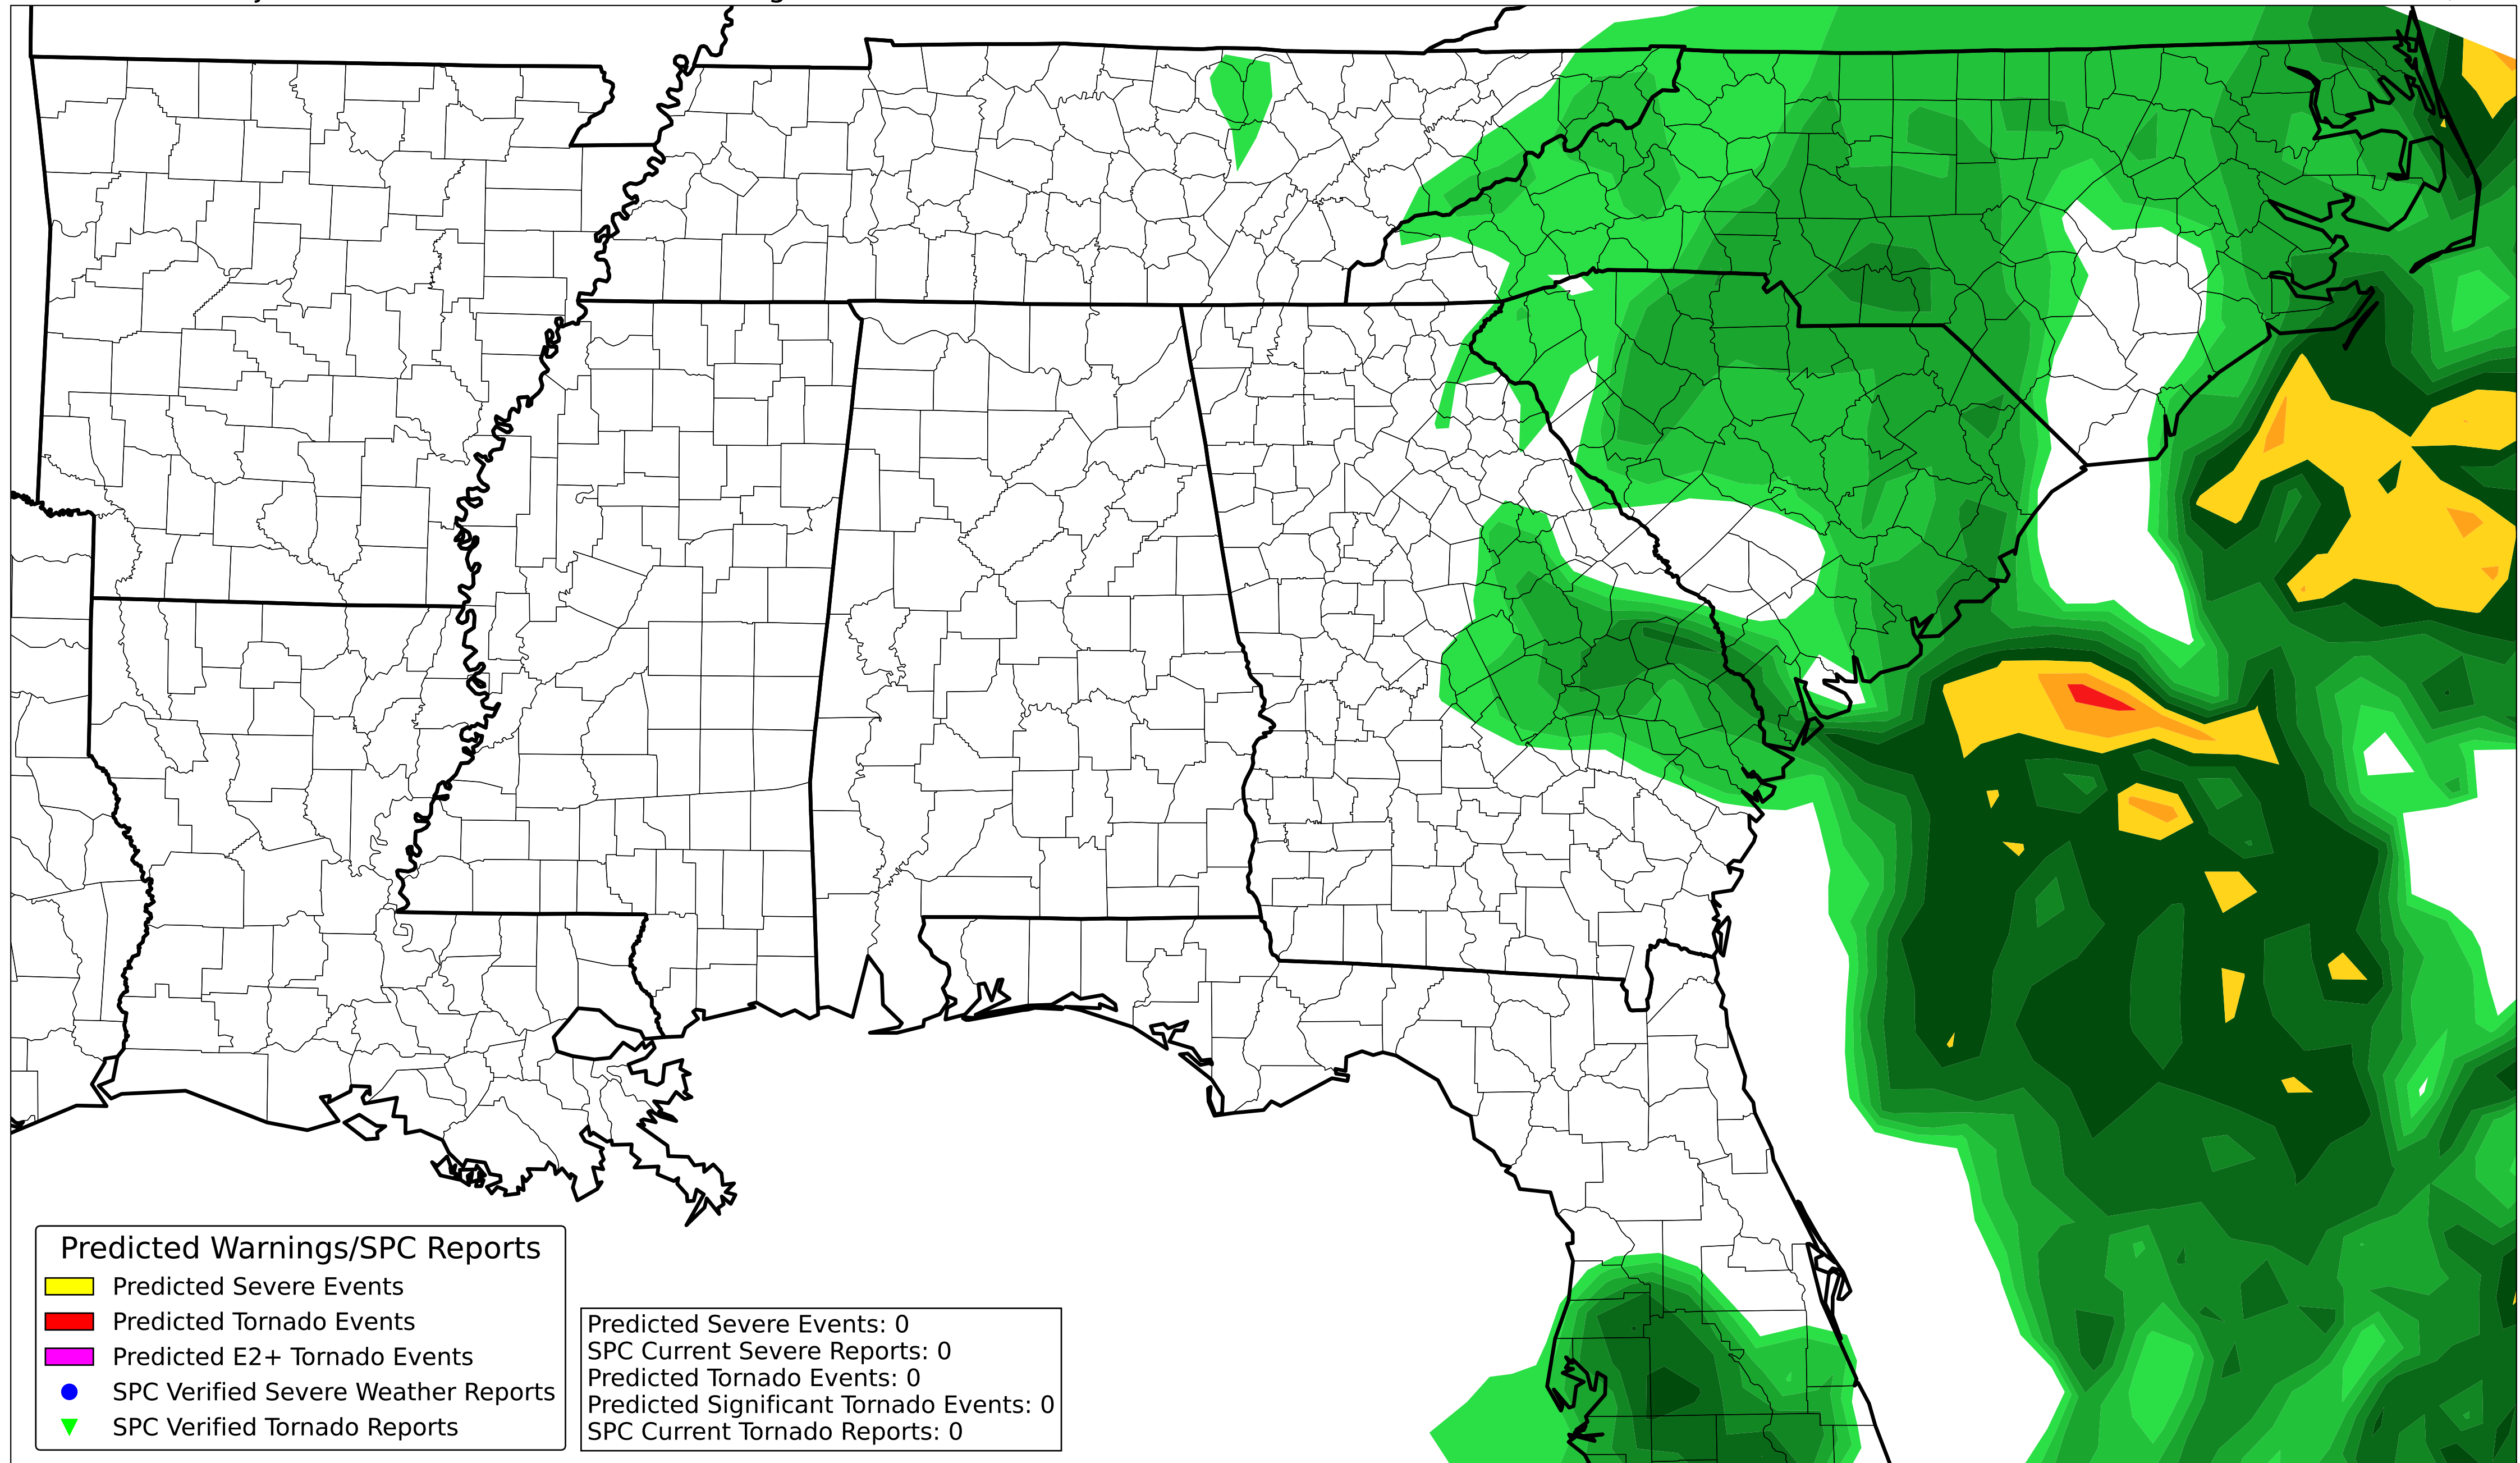 Predicted Warnings/SPC Reports
Predicted Severe Events
Predicted Tornado Events
Predicted E2+ Tornado Events
SPC Verified Severe Weather Reports
SPC Verified Tornado Reports
Predicted Severe Events: 0
SPC Current Severe Reports: 0
Predicted Tornado Events: 0
Predicted Significant Tornado Events: 0
SPC Current Tornado Reports: 0